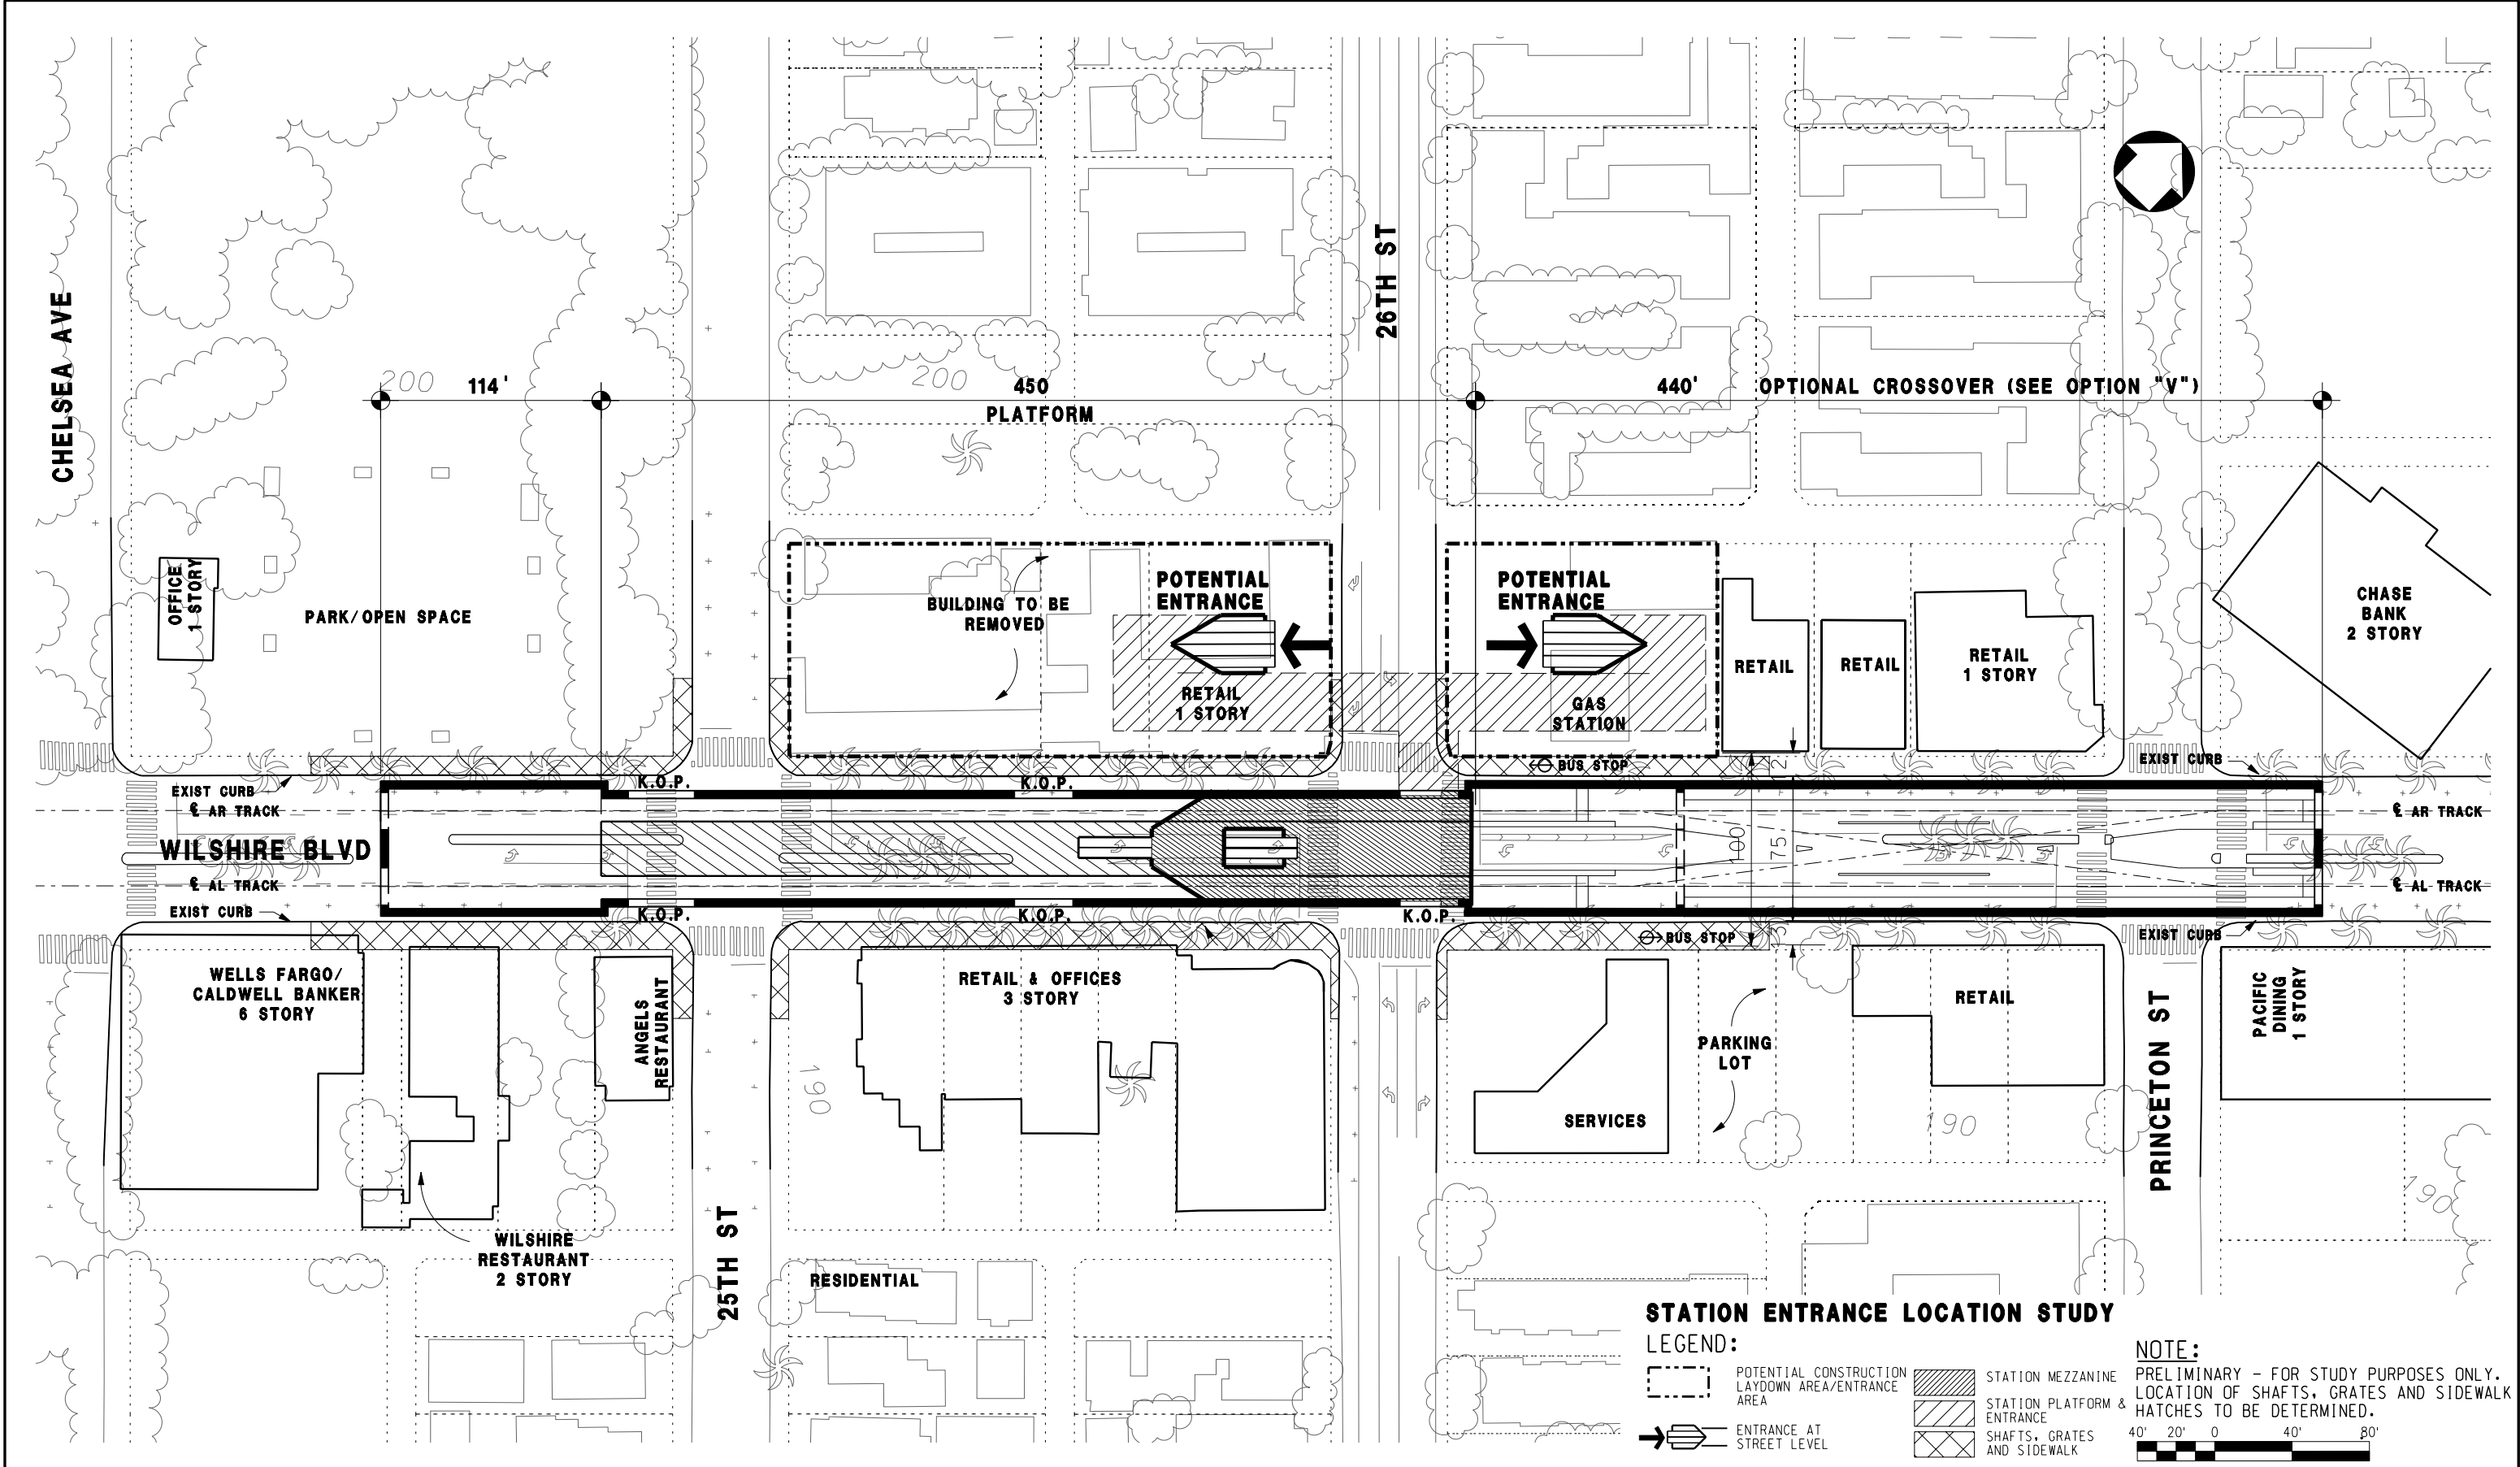 CHELSEA AVE
26TH ST
200
114'
200
450
PLATFORM
440'
OPTIONAL CROSSOVER (SEE OPTION "V")
OFFICE
1 STORY
PARK/OPEN SPACE
BUILDING TO BE
REMOVED
POTENTIAL
ENTRANCE
RETAIL
1 STORY
POTENTIAL
ENTRANCE
GAS
STATION
RETAIL
RETAIL
RETAIL
1 STORY
CHASE
BANK
2 STORY
EXIST CURB
K.O.P.
K.O.P.
BUS STOP
12
EXIST CURB
AR TRACK
AR TRACK
WILSHIRE BLVD
100
75
AL TRACK
AL TRACK
EXIST CURB
K.O.P.
K.O.P.
K.O.P.
BUS STOP
EXIST CURB
WELLS FARGO/
CALDWELL BANKER
6 STORY
ANGELS
RESTAURANT
RETAIL & OFFICES
3 STORY
190
SERVICES
PARKING
LOT
RETAIL
190
PACIFIC
DINING
1 STORY
PRINCETON ST
190
WILSHIRE
RESTAURANT
2 STORY
25TH ST
RESIDENTIAL
STATION ENTRANCE LOCATION STUDY
LEGEND:
POTENTIAL CONSTRUCTION
LAYDOWN AREA/ENTRANCE
AREA
ENTRANCE AT
STREET LEVEL
STATION MEZZANINE
STATION PLATFORM &
ENTRANCE
SHAFTS, GRATES
AND SIDEWALK
NOTE:
PRELIMINARY - FOR STUDY PURPOSES ONLY.
LOCATION OF SHAFTS, GRATES AND SIDEWALK
HATCHES TO BE DETERMINED.
40' 20' 0 40' 80'